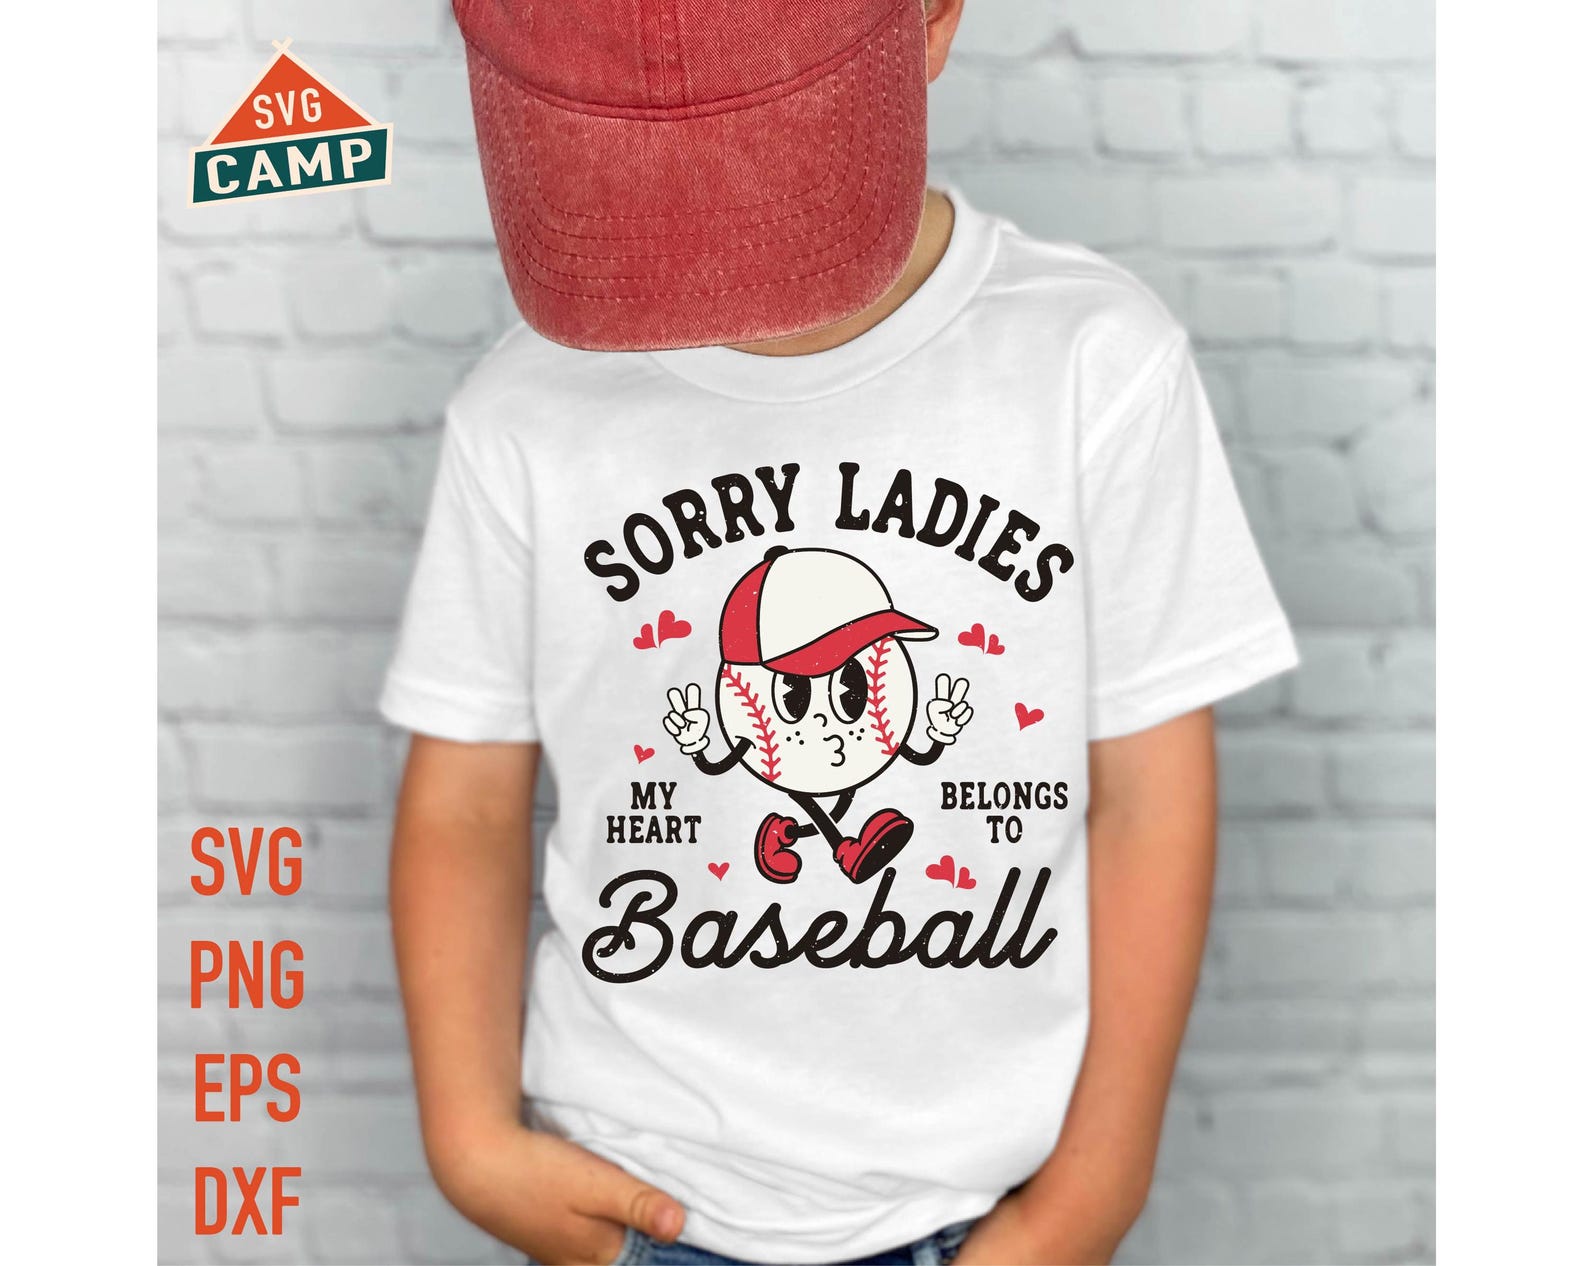 SVG
CAMP
SORRY LADIES
MY
HEART
BELONGS
TO
Baseball
SVG
PNG
EPS
DXF